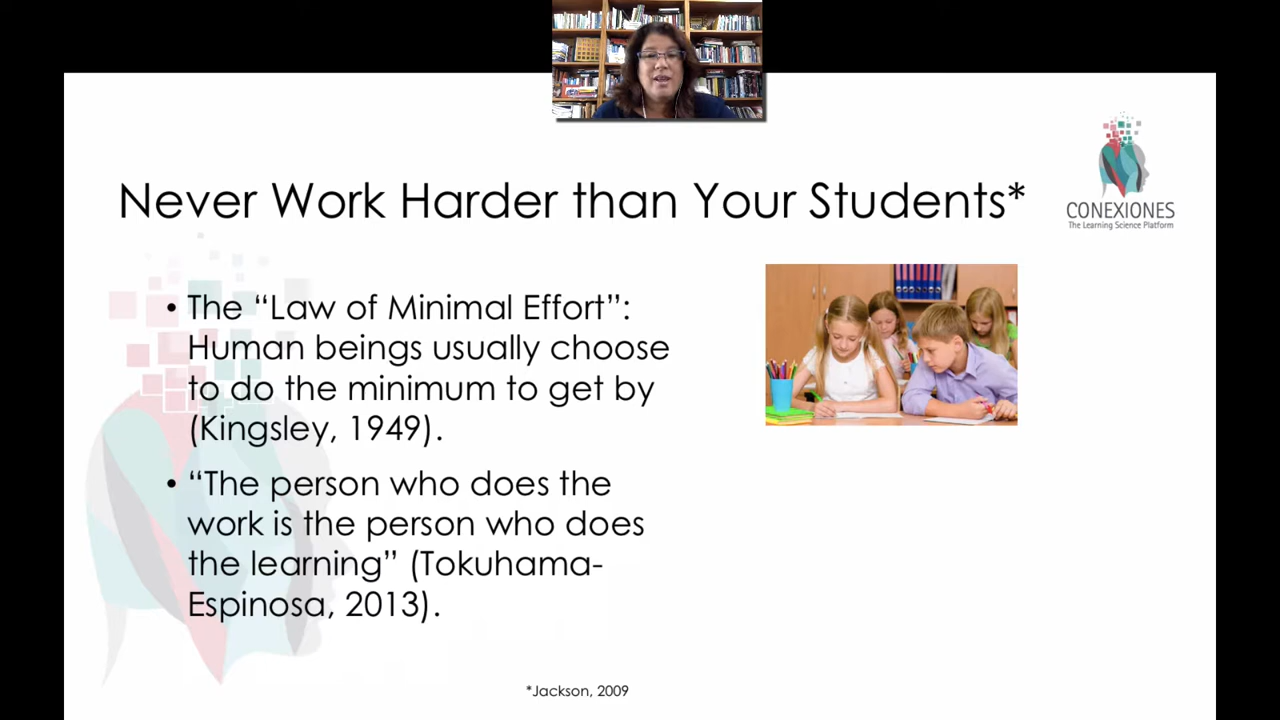 Never Work Harder than Your Students*
CONEXIONES
The Learning Science Platform
• The “Law of Minimal Effort”:
Human beings usually choose
to do the minimum to get by
(Kingsley, 1949).
• “The person who does the
work is the person who does
the learning” (Tokuhama-
Espinosa, 2013).
*Jackson, 2009